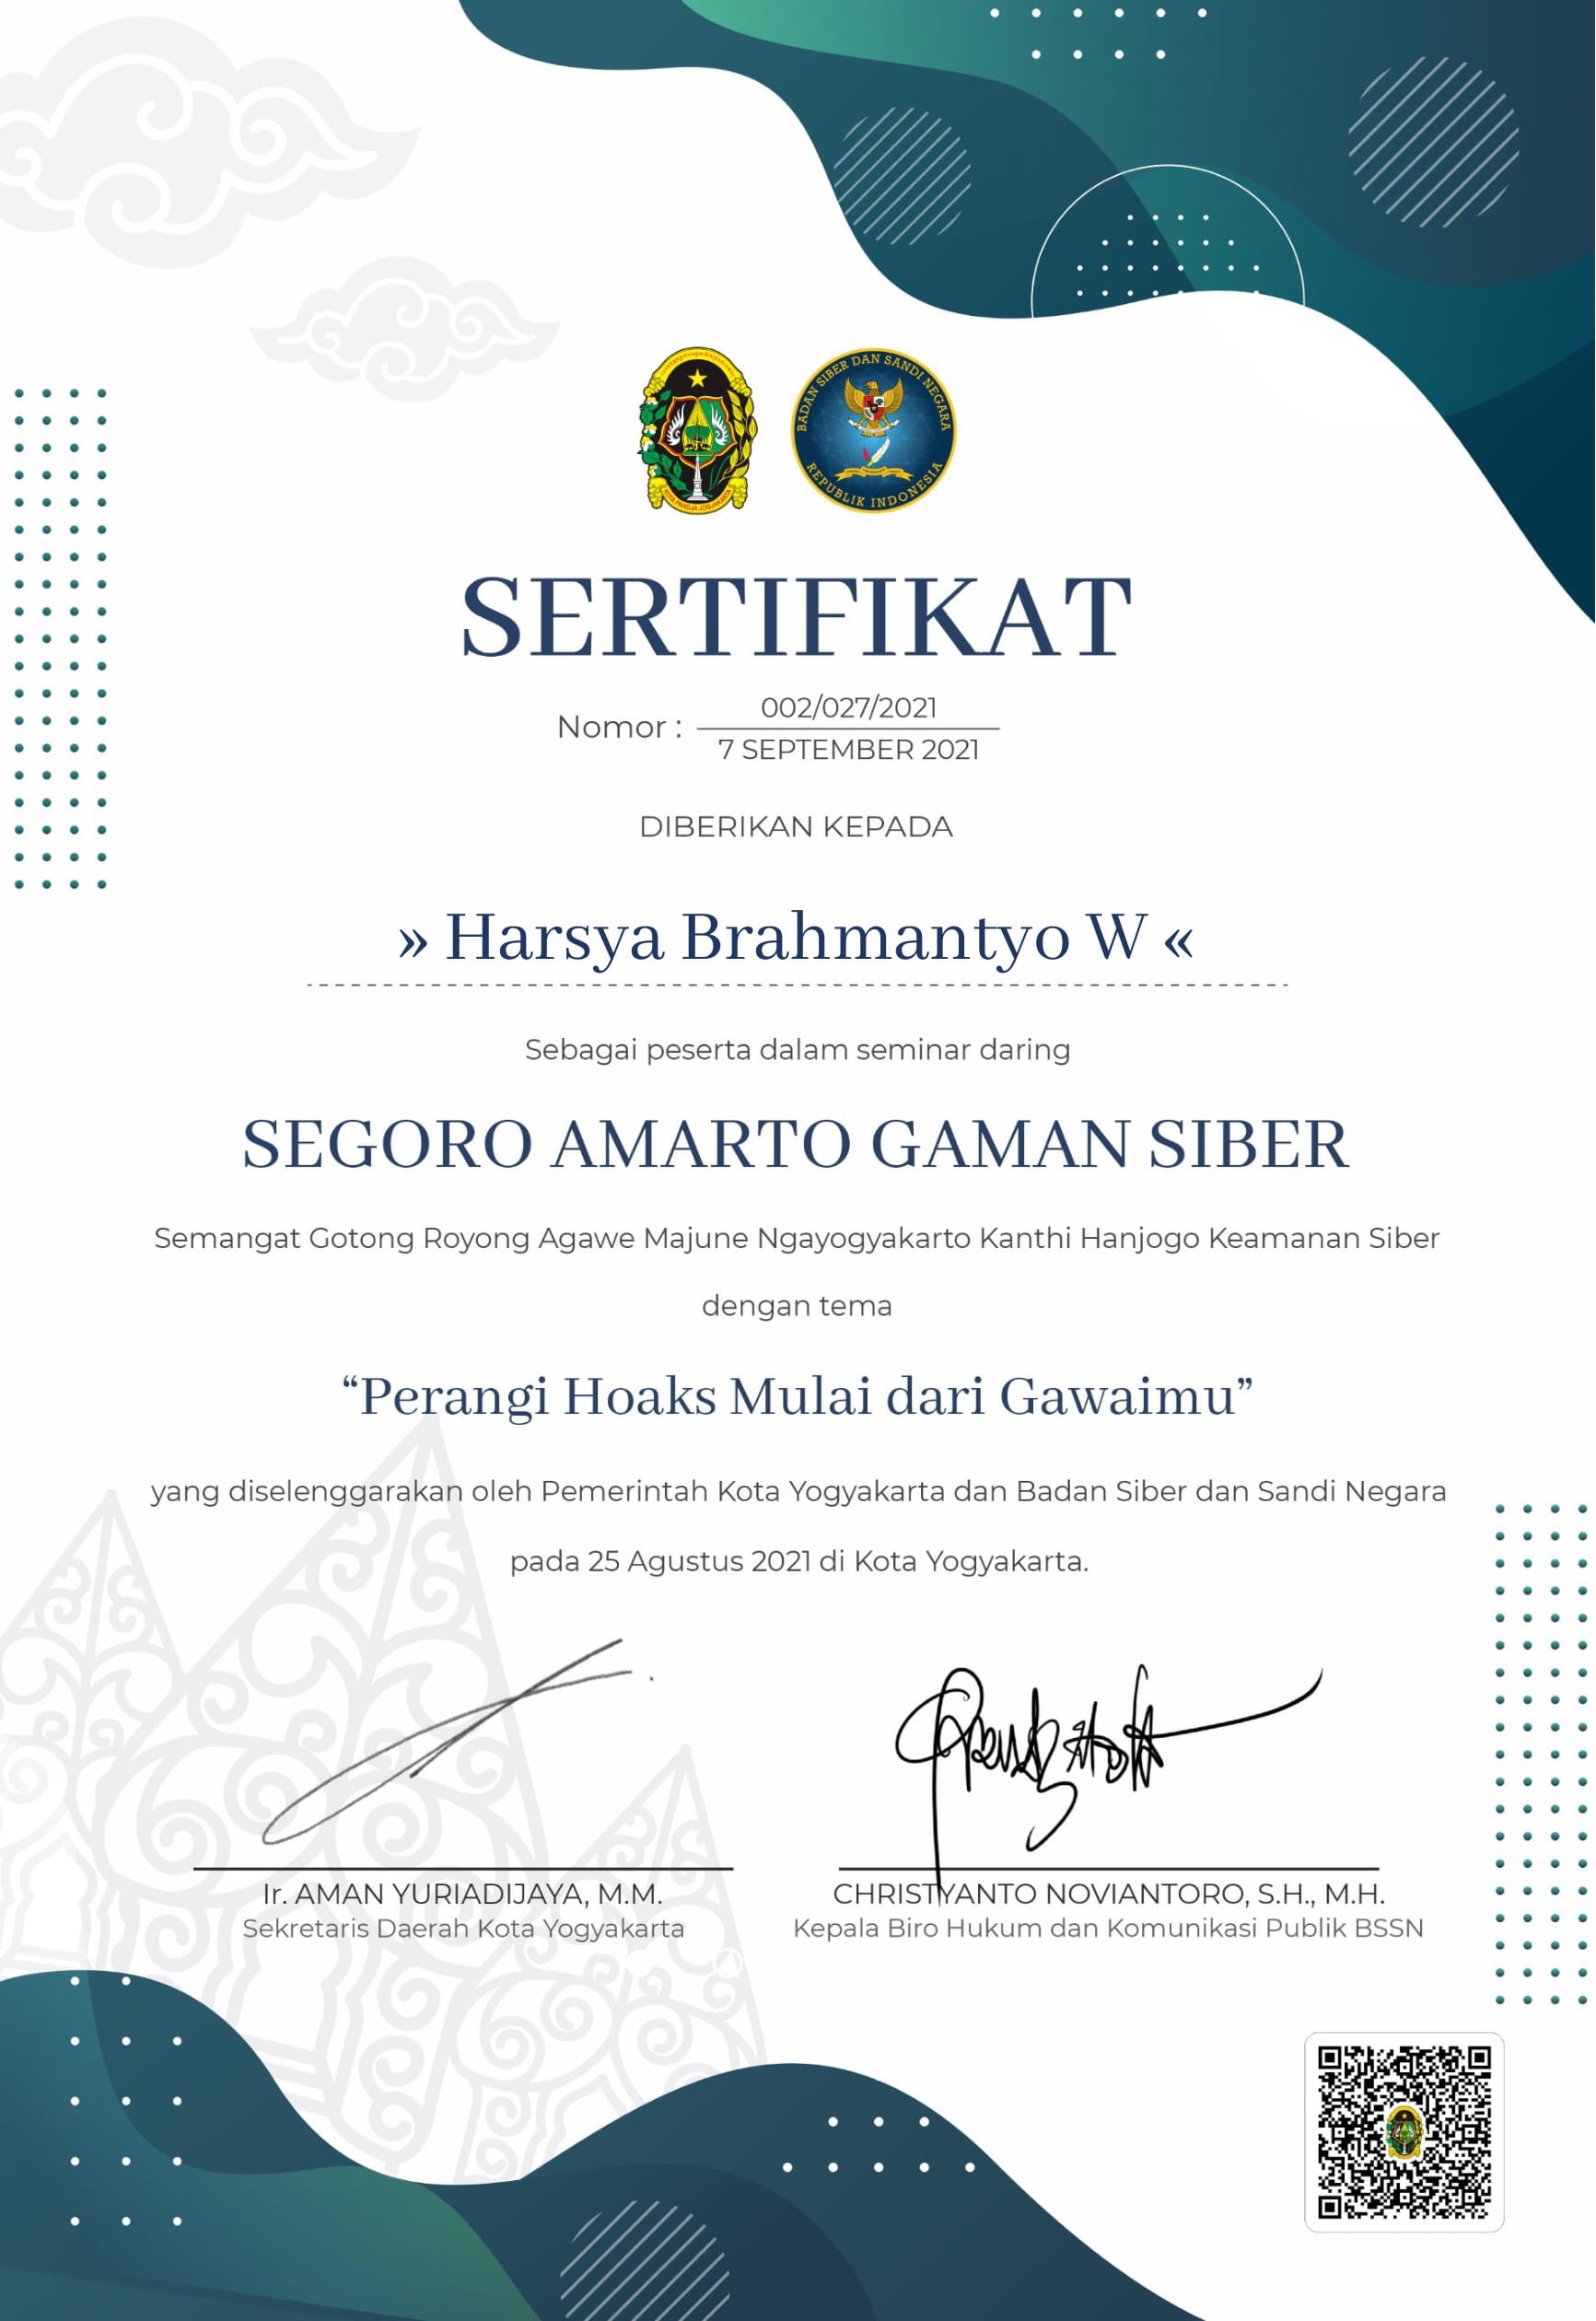 BADAN SIBER DAN SANDI NEGARA
REPUBLIK INDONESIA
SERTIFIKAT
Nomor : 002/027/2021
7 SEPTEMBER 2021
DIBERIKAN KEPADA
» Harsya Brahmantyo W «
Sebagai peserta dalam seminar daring
SEGORO AMARTO GAMAN SIBER
Semangat Gotong Royong Agawe Majune Ngayogyakarto Kanthi Hanjogo Keamanan Siber
dengan tema
“Perangi Hoaks Mulai dari Gawaimu”
yang diselenggarakan oleh Pemerintah Kota Yogyakarta dan Badan Siber dan Sandi Negara
pada 25 Agustus 2021 di Kota Yogyakarta.
Ir. AMAN YURIADIJAYA, M.M.
Sekretaris Daerah Kota Yogyakarta
CHRISTYANTO NOVIANTORO, S.H., M.H.
Kepala Biro Hukum dan Komunikasi Publik BSSN